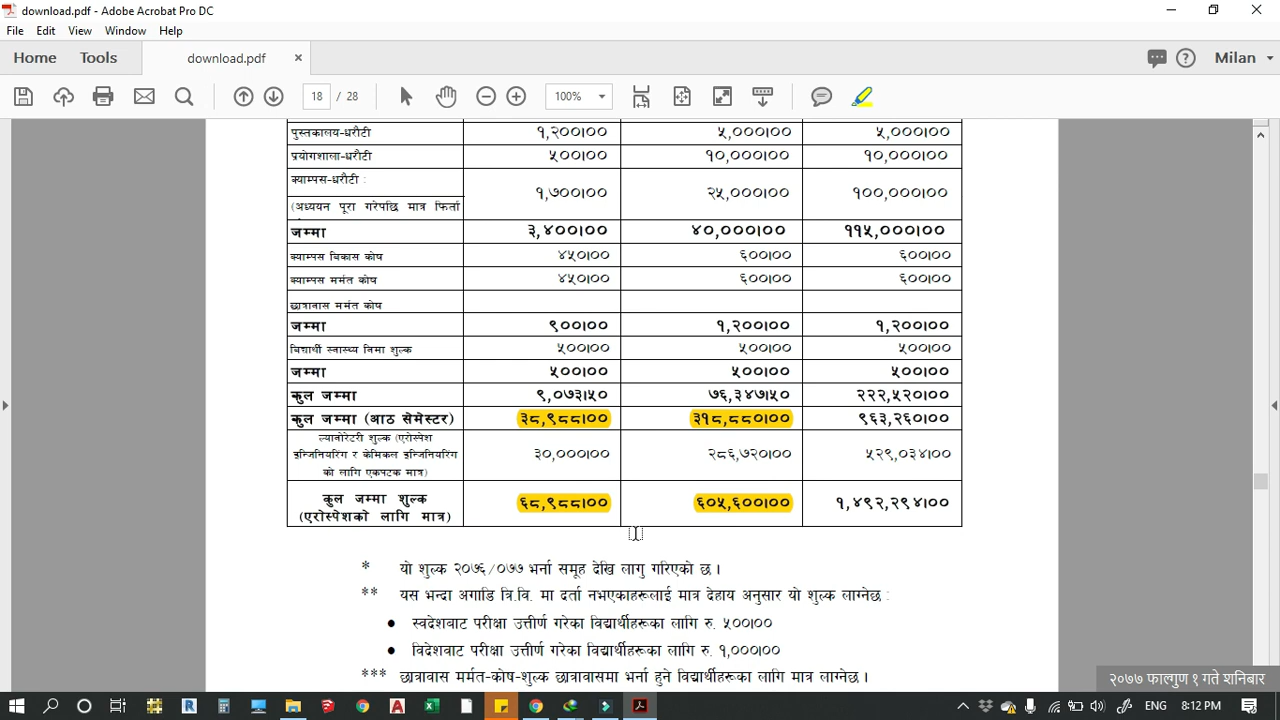 download.pdf - Adobe Acrobat Pro DC
File Edit View Window Help
Home Tools download.pdf × Milan
18 / 28 100%
पुस्तकालय-धरौटी १,२००।०० ५,०००।०० ५,०००।००
प्रयोगशाला-धरौटी ५००।०० १०,०००।०० १०,०००।००
क्याम्पस-धरौटी :
१,७००।०० २५,०००।०० १००,०००।००
(अध्ययन पूरा गरेपछि मात्र फिर्ता
जम्मा ३,४००।०० ४०,०००।०० ११५,०००।००
क्याम्पस बिकास कोष ४५०।०० ६००।०० ६००।००
क्याम्पस मर्मत कोष ४५०।०० ६००।०० ६००।००
छात्रावास मर्मत कोष
जम्मा ९००।०० १,२००।०० १,२००।००
बिद्यार्थी स्वास्थ्य विमा शुल्क ५००।०० ५००।०० ५००।००
जम्मा ५००।०० ५००।०० ५००।००
कुल जम्मा ९,०७३।५० ७६,३४७।५० २२२,५२०।००
कुल जम्मा (आठ सेमेस्टर) ३८,९८८।०० ३१८,८८०।०० ९६३,२६०।००
ल्यावोरेटरी शुल्क (एरोस्पेश
इन्जिनियरिंग र केमिकल इन्जिनियरिंग ३०,०००।०० २८६,७२०।०० ५२९,०३४।००
को लागि एकपटक मात्र)
कुल जम्मा शुल्क
६८,९८८।०० ६०५,६००।०० १,४९२,२९४।००
(एरोस्पेशको लागि मात्र)
* यो शुल्क २०७६/०७७ भर्ना समूह देखि लागु गरिएको छ ।
** यस भन्दा अगाडि त्रि.वि. मा दर्ता नभएकाहरूलाई मात्र देहाय अनुसार यो शुल्क लाग्नेछ :
● स्वदेशबाट परीक्षा उत्तीर्ण गरेका विद्यार्थीहरूका लागि रु. ५००।००
● विदेशबाट परीक्षा उत्तीर्ण गरेका विद्यार्थीहरूका लागि रु. १,०००।००
*** छात्रावास मर्मत-कोष-शुल्क छात्रावासमा भर्ना हुने विद्यार्थीहरूका लागि मात्र लाग्नेछ ।
२०७७ फाल्गुण १ गते शनिबार
ENG 8:12 PM